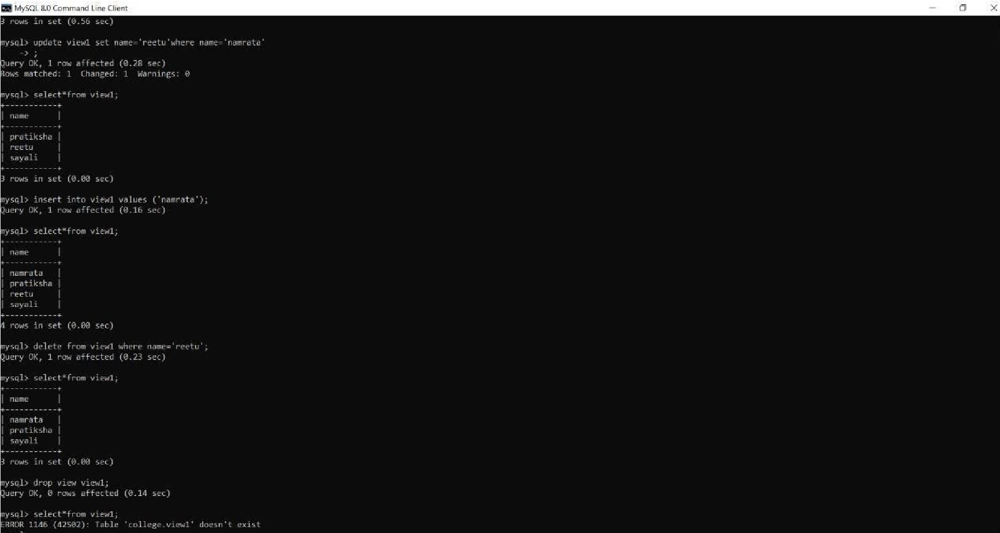 MySQL 8.0 Command Line Client
3 rows in set (0.56 sec)
mysql> update view1 set name='reetu'where name='namrata'
    -> ;
Query OK, 1 row affected (0.28 sec)
Rows matched: 1  Changed: 1  Warnings: 0
mysql> select*from view1;
+-----------+
| name      |
+-----------+
| pratiksha |
| reetu     |
| sayali    |
+-----------+
3 rows in set (0.00 sec)
mysql> insert into view1 values ('namrata');
Query OK, 1 row affected (0.16 sec)
mysql> select*from view1;
+-----------+
| name      |
+-----------+
| namrata   |
| pratiksha |
| reetu     |
| sayali    |
+-----------+
4 rows in set (0.00 sec)
mysql> delete from view1 where name='reetu';
Query OK, 1 row affected (0.23 sec)
mysql> select*from view1;
+-----------+
| name      |
+-----------+
| namrata   |
| pratiksha |
| sayali    |
+-----------+
3 rows in set (0.00 sec)
mysql> drop view view1;
Query OK, 0 rows affected (0.14 sec)
mysql> select*from view1;
ERROR 1146 (42S02): Table 'college.view1' doesn't exist